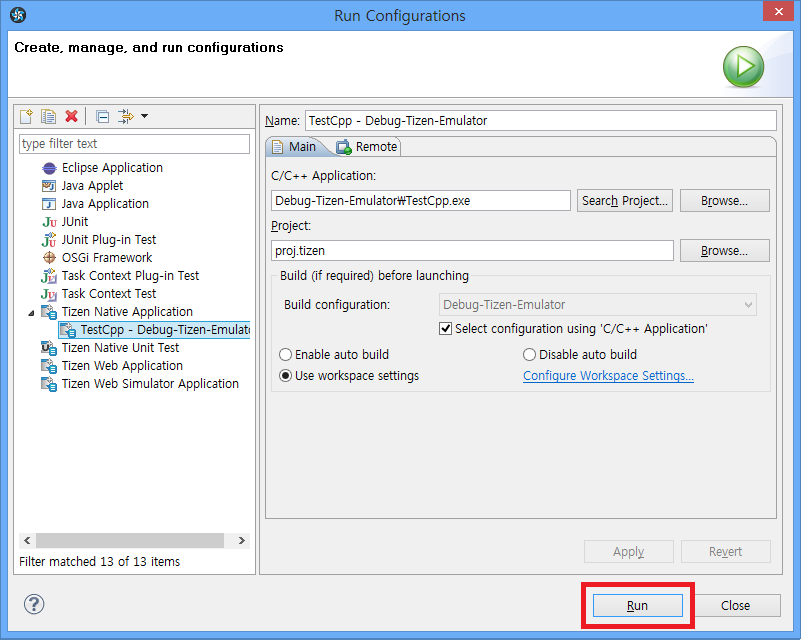 Run Configurations
Create, manage, and run configurations
type filter text
Eclipse Application
Java Applet
Java Application
JUnit
JUnit Plug-in Test
OSGi Framework
Task Context Plug-in Test
Task Context Test
Tizen Native Application
TestCpp - Debug-Tizen-Emulato
Tizen Native Unit Test
Tizen Web Application
Tizen Web Simulator Application
Filter matched 13 of 13 items
Name: TestCpp - Debug-Tizen-Emulator
Main Remote
C/C++ Application:
Debug-Tizen-Emulator₩TestCpp.exe Search Project... Browse...
Project:
proj.tizen Browse...
Build (if required) before launching
Build configuration: Debug-Tizen-Emulator
Select configuration using 'C/C++ Application'
Enable auto build Disable auto build
Use workspace settings Configure Workspace Settings...
Apply Revert
Run Close